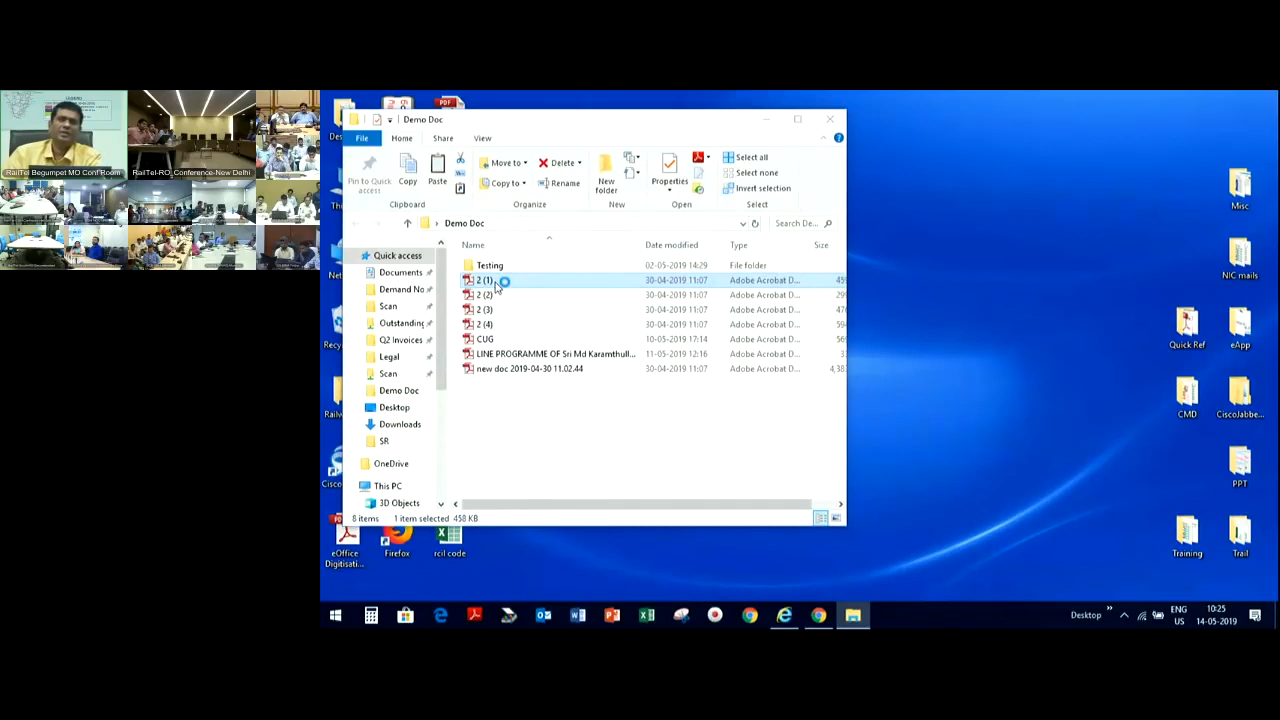 RailTel Begumpet MO Conf Room
RailTel-RO_Conference-New Delhi
Demo Doc
File
Home
Share
View
Pin to Quick access
Copy
Paste
Clipboard
Move to
Copy to
Delete
Rename
Organize
New folder
New
Properties
Open
Select all
Select none
Invert selection
Select
Demo Doc
Search De...
Name
Date modified
Type
Size
Testing 02-05-2019 14:29 File folder
2 (1) 30-04-2019 11:07 Adobe Acrobat D...
2 (2) 30-04-2019 11:07 Adobe Acrobat D...
2 (3) 30-04-2019 11:07 Adobe Acrobat D...
2 (4) 30-04-2019 11:07 Adobe Acrobat D...
CUG 10-05-2019 17:14 Adobe Acrobat D...
LINE PROGRAMME OF Sri Md Karamthull... 11-05-2019 12:16 Adobe Acrobat D...
new doc 2019-04-30 11.02.44 30-04-2019 11:07 Adobe Acrobat D... 4,38
Quick access
Documents
Demand No
Scan
Outstanding
Q2 Invoices
Legal
Scan
Demo Doc
Desktop
Downloads
SR
OneDrive
This PC
3D Objects
8 items 1 item selected 458 KB
eOffice
Digitisati...
Firefox
rcil code
Misc
NIC mails
Quick Ref
eApp
CMD
CiscoJabbe...
PPT
Training
Trail
Desktop
ENG
US
10:25
14-05-2019